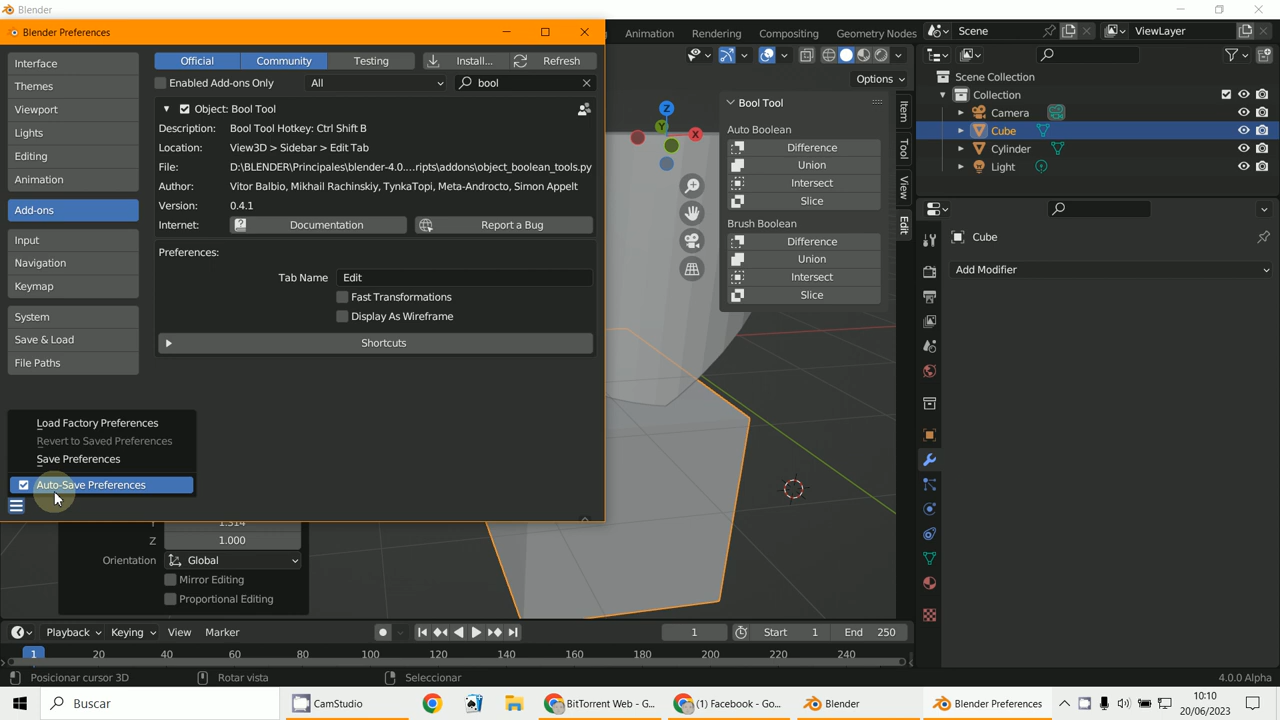 Blender
Blender Preferences
Animation
Rendering
Compositing
Geometry Nodes
Scene
ViewLayer
Interface
Themes
Viewport
Lights
Editing
Animation
Add-ons
Input
Navigation
Keymap
System
Save & Load
File Paths
Official
Community
Testing
Install...
Refresh
Enabled Add-ons Only
All
bool
Object: Bool Tool
Description: Bool Tool Hotkey: Ctrl Shift B
Location: View3D > Sidebar > Edit Tab
File: D:\BLENDER\Principales\blender-4.0....ripts\addons\object_boolean_tools.py
Author: Vitor Balbio, Mikhail Rachinskiy, TynkaTopi, Meta-Androcto, Simon Appelt
Version: 0.4.1
Internet: Documentation Report a Bug
Preferences:
Tab Name Edit
Fast Transformations
Display As Wireframe
Shortcuts
Load Factory Preferences
Revert to Saved Preferences
Save Preferences
Auto-Save Preferences
1.314
Z 1.000
Orientation Global
Mirror Editing
Proportional Editing
Options
Z
Y
X
Bool Tool
Auto Boolean
Difference
Union
Intersect
Slice
Brush Boolean
Difference
Union
Intersect
Slice
Item
Tool
View
Edit
Scene Collection
Collection
Camera
Cube
Cylinder
Light
Cube
Add Modifier
Playback Keying View Marker
1
Start 1
End 250
1 20 40 60 80 100 120 140 160 180 200 220 240
Posicionar cursor 3D
Rotar vista
Seleccionar
4.0.0 Alpha
Buscar
CamStudio
BitTorrent Web - G...
(1) Facebook - Go...
Blender
Blender Preferences
10:10
20/06/2023